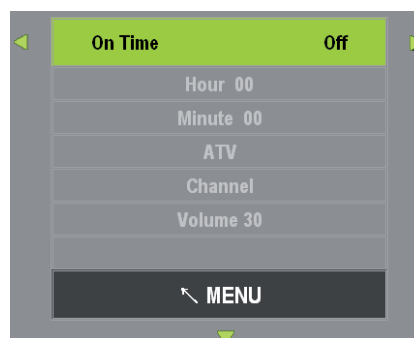 On Time Off
Hour 00
Minute 00
ATV
Channel
Volume 30
MENU